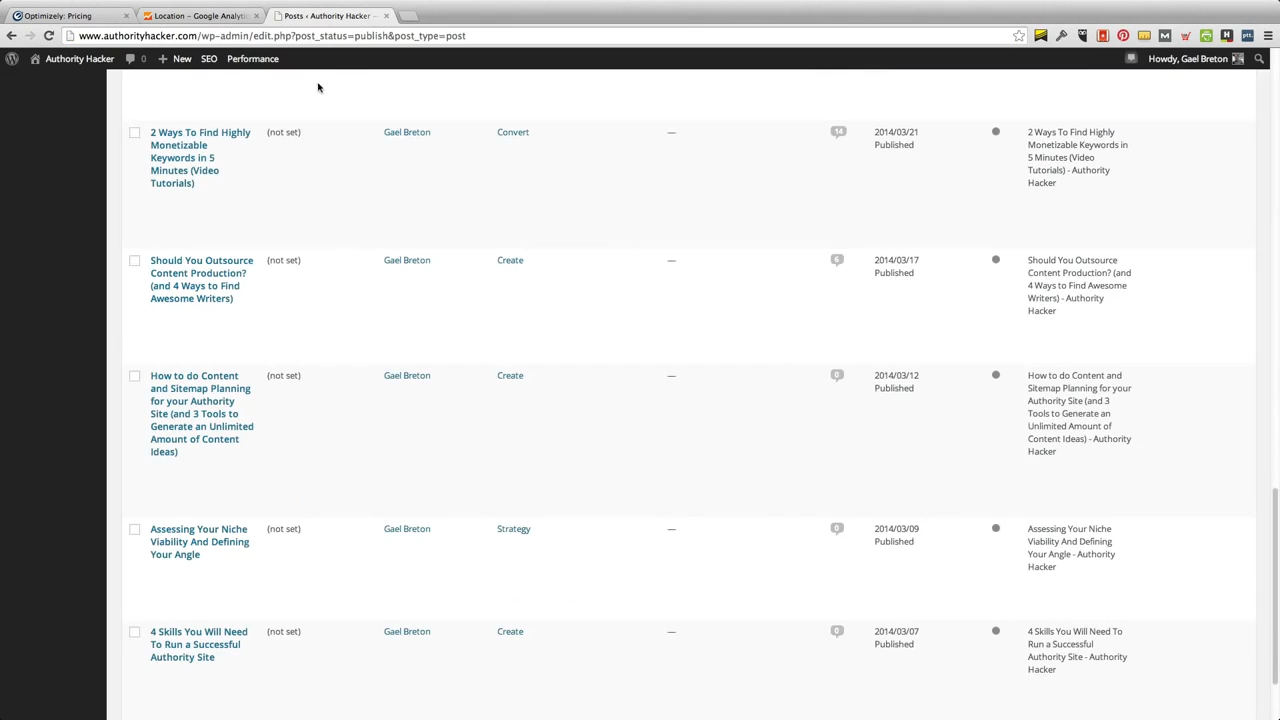 Optimizely: Pricing
Location - Google Analytic
Posts ‹ Authority Hacker —
www.authorityhacker.com/wp-admin/edit.php?post_status=publish&post_type=post
Authority Hacker 0 + New SEO Performance Howdy, Gael Breton
2 Ways To Find Highly
Monetizable
Keywords in 5
Minutes (Video
Tutorials)
(not set)
Gael Breton
Convert
—
14
2014/03/21
Published
2 Ways To Find Highly
Monetizable Keywords in
5 Minutes (Video
Tutorials) - Authority
Hacker
Should You Outsource
Content Production?
(and 4 Ways to Find
Awesome Writers)
(not set)
Gael Breton
Create
—
6
2014/03/17
Published
Should You Outsource
Content Production? (and
4 Ways to Find Awesome
Writers) - Authority
Hacker
How to do Content
and Sitemap Planning
for your Authority
Site (and 3 Tools to
Generate an Unlimited
Amount of Content
Ideas)
(not set)
Gael Breton
Create
—
0
2014/03/12
Published
How to do Content and
Sitemap Planning for your
Authority Site (and 3
Tools to Generate an
Unlimited Amount of
Content Ideas) - Authority
Hacker
Assessing Your Niche
Viability And Defining
Your Angle
(not set)
Gael Breton
Strategy
—
0
2014/03/09
Published
Assessing Your Niche
Viability And Defining
Your Angle - Authority
Hacker
4 Skills You Will Need
To Run a Successful
Authority Site
(not set)
Gael Breton
Create
—
0
2014/03/07
Published
4 Skills You Will Need To
Run a Successful
Authority Site - Authority
Hacker